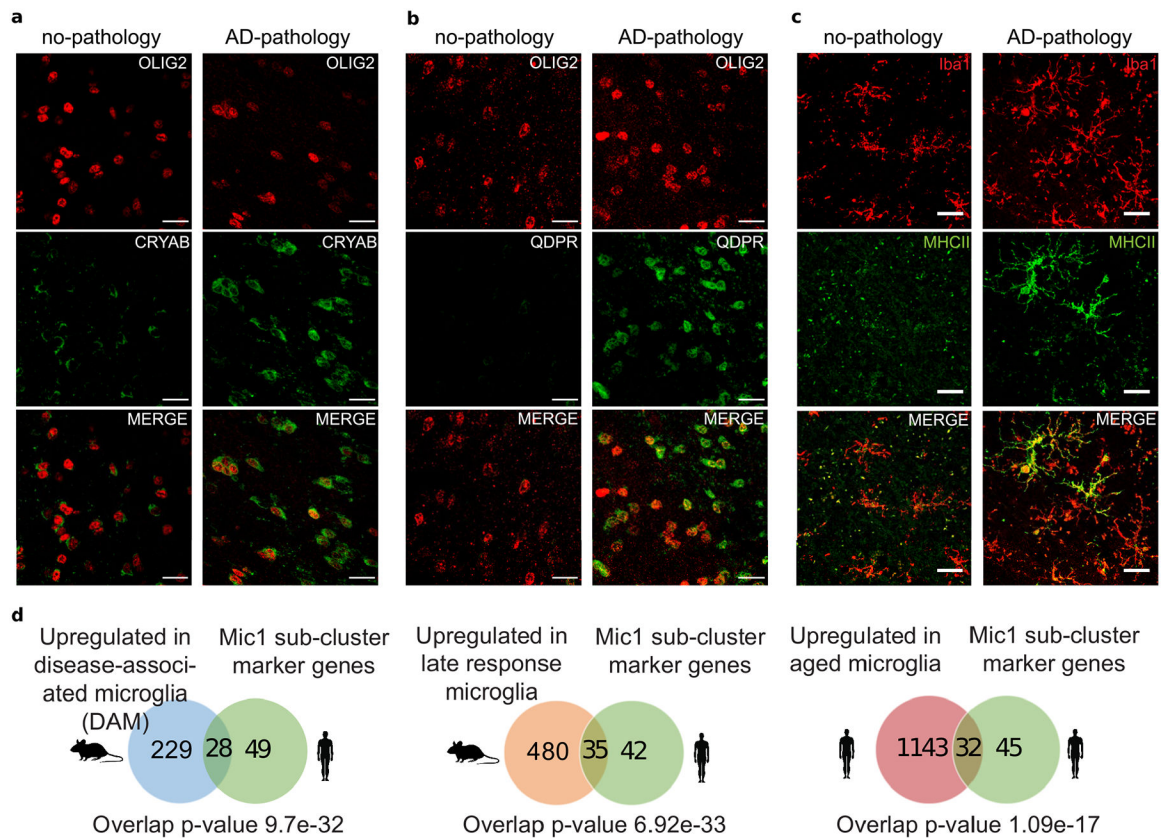 a
no-pathology
AD-pathology
OLIG2
OLIG2
CRYAB
CRYAB
MERGE
MERGE
b
no-pathology
AD-pathology
OLIG2
OLIG2
QDPR
QDPR
MERGE
MERGE
c
no-pathology
AD-pathology
Iba1
Iba1
MHCII
MHCII
MERGE
MERGE
d
Upregulated in
disease-associ-
ated microglia
(DAM)
Mic1 sub-cluster
marker genes
229
28
49
Overlap p-value 9.7e-32
Upregulated in
late response
microglia
Mic1 sub-cluster
marker genes
480
35
42
Overlap p-value 6.92e-33
Upregulated in
aged microglia
Mic1 sub-cluster
marker genes
1143
32
45
Overlap p-value 1.09e-17